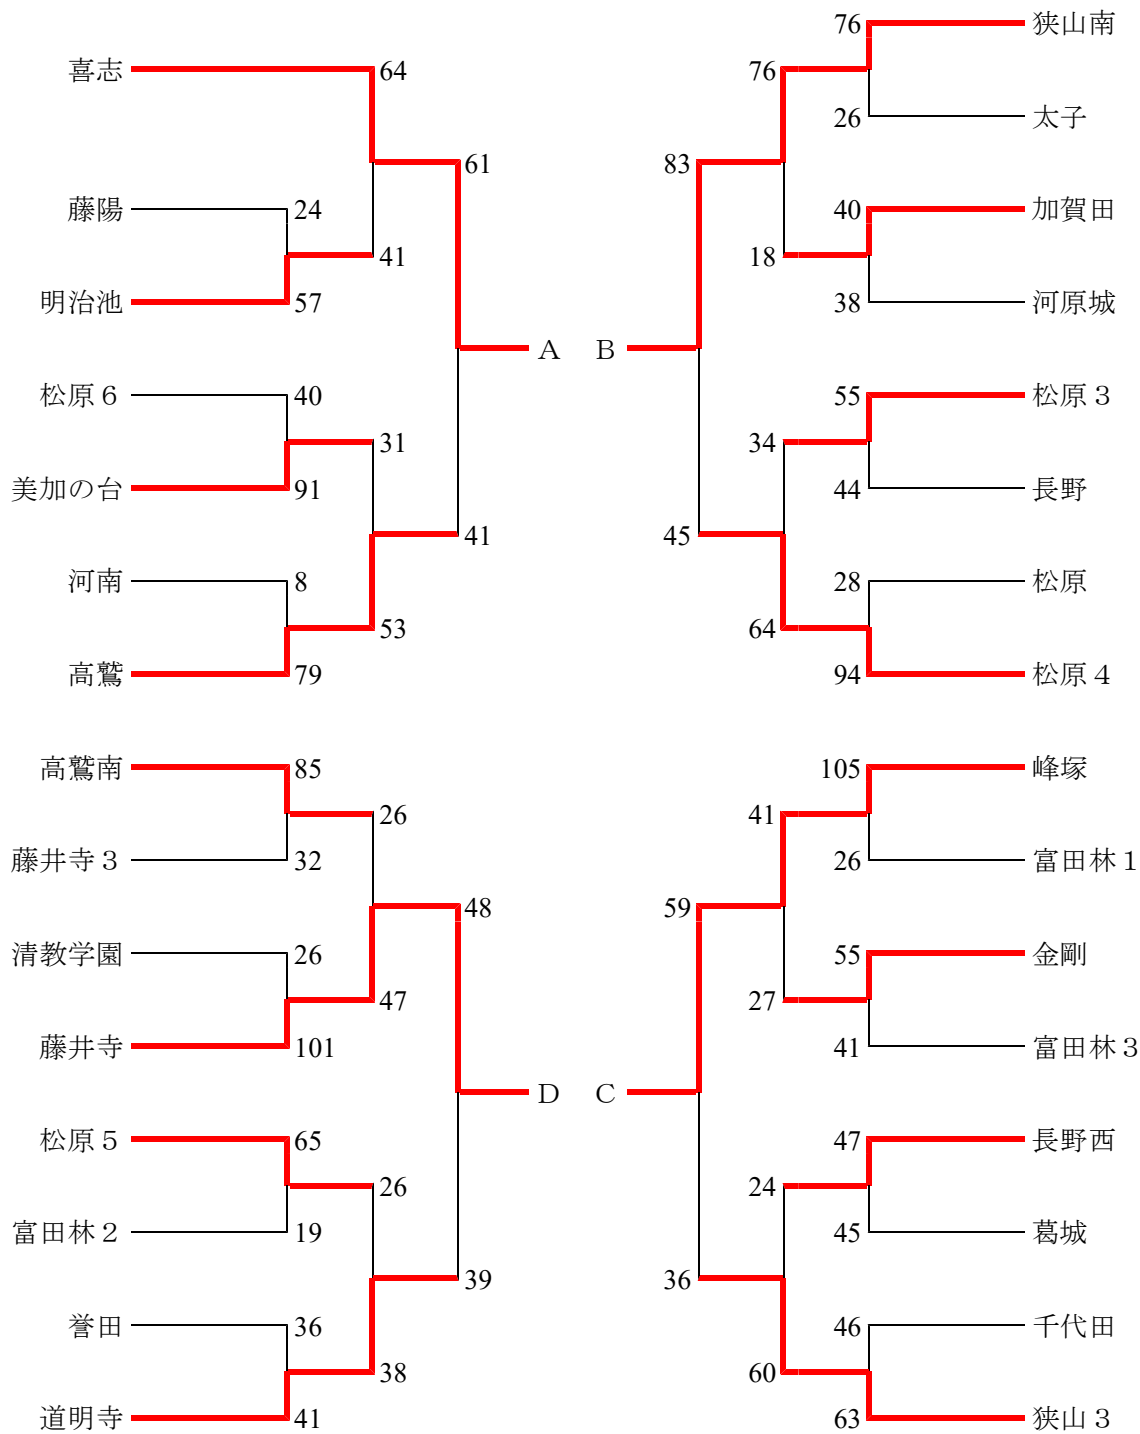 76 狭山南
喜志 64 76
26 太子
61 83
藤陽 24 40 加賀田
41 18
明治池 57 38 河原城
A B
松原６ 40 55 松原３
31 34
美加の台 91 44 長野
41 45
河南 8 28 松原
53 64
高鷲 79 94 松原４
高鷲南 85 105 峰塚
26 41
藤井寺３ 32 26 富田林１
48 59
清教学園 26 55 金剛
47 27
藤井寺 101 41 富田林３
D C
松原５ 65 47 長野西
26 24
富田林２ 19 45 葛城
39 36
誉田 36 46 千代田
38 60
道明寺 41 63 狭山３